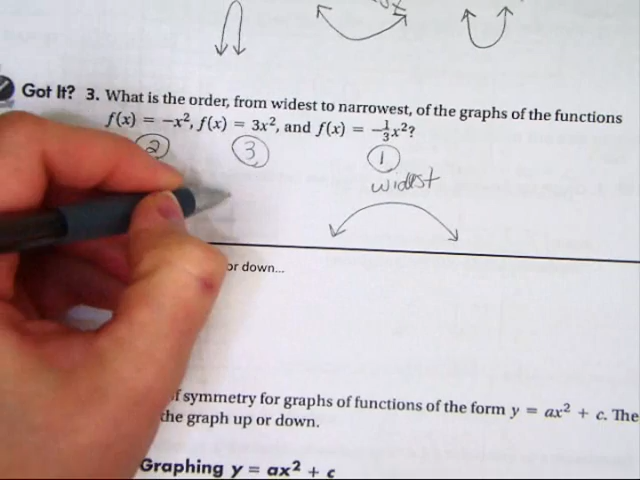 Got It? 3. What is the order, from widest to narrowest, of the graphs of the functions
f(x) = −x², f(x) = 3x², and f(x) = −1/3x²?
2 3 1
widest
or down...
of symmetry for graphs of functions of the form y = ax² + c. The
the graph up or down.
Graphing y = ax² + c